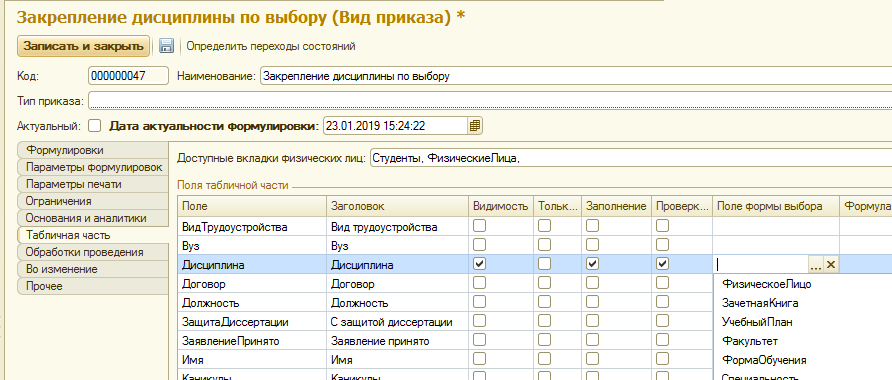 Закрепление дисциплины по выбору (Вид приказа) *
Записать и закрыть Определить переходы состояний
Код: 000000047 Наименование: Закрепление дисциплины по выбору
Тип приказа:
Актуальный: Дата актуальности формулировки: 23.01.2019 15:24:22
Формулировки
Параметры формулировок
Параметры печати
Ограничения
Основания и аналитики
Табличная часть
Обработки проведения
Во изменение
Прочее
Доступные вкладки физических лиц: Студенты, ФизическиеЛица,
Поля табличной части
Поле Заголовок Видимость Тольк... Заполнение Проверк... Поле формы выбора Формула
ВидТрудоустройства Вид трудоустройства
Вуз Вуз
Дисциплина Дисциплина ...
Договор Договор ФизическоеЛицо
Должность Должность ЗачетнаяКнига
ЗащитаДиссертации С защитой диссертации УчебныйПлан
ЗаявлениеПринято Заявление принято Факультет
Имя Имя ФормаОбучения
Каникулы Каникулы Специальность